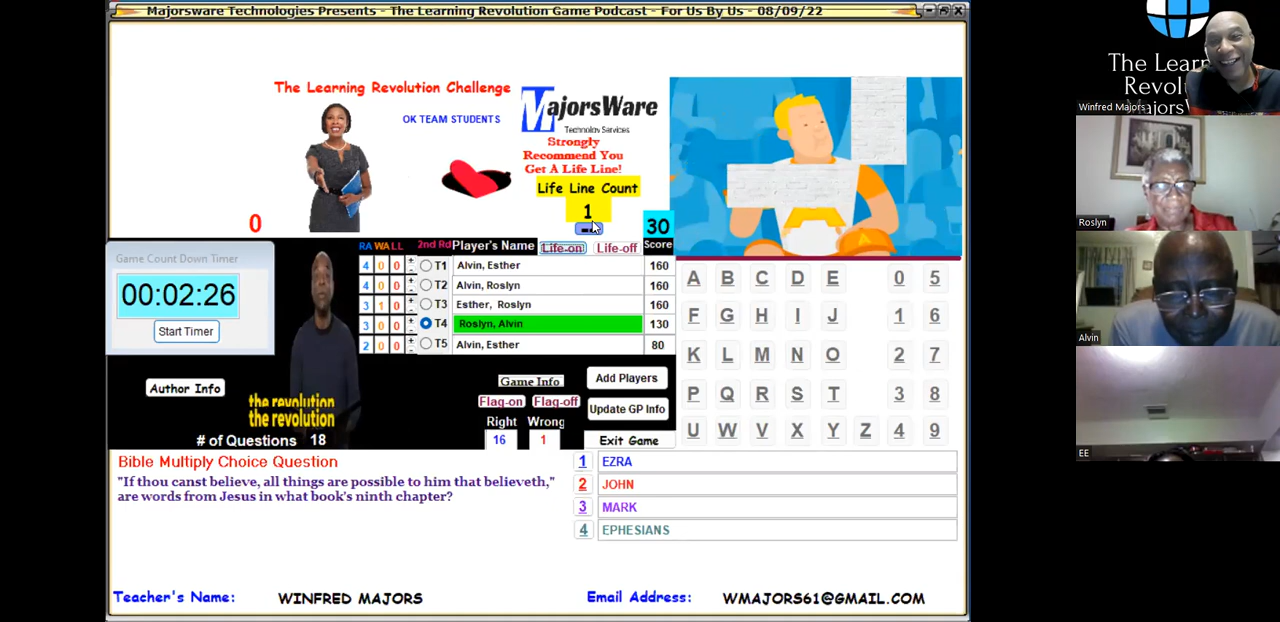 Majorsware Technologies Presents - The Learning Revolution Game Podcast - For Us By Us - 08/09/22
The Learning Revolution Challenge
OK TEAM STUDENTS
MajorsWare
Technology Services
Strongly
Recommend You
Get A Life Line!
Life Line Count
1
0
30
Game Count Down Timer
00:02:26
Start Timer
RA WA LL 2nd Rd Player's Name Life-on Life-off Score
4 0 0 + - T1 Alvin, Esther 160
4 0 0 + - T2 Alvin, Roslyn 160
3 1 0 + - T3 Esther, Roslyn 160
3 0 0 + - T4 Roslyn, Alvin 130
2 0 0 + - T5 Alvin, Esther 80
A B C D E 0 5
F G H I J 1 6
K L M N O 2 7
P Q R S T 3 8
U W V X Y Z 4 9
Author Info
the revolution
the revolution
# of Questions 18
Game Info
Flag-on Flag-off
Right Wrong
16 1
Add Players
Update GP Info
Exit Game
Bible Multiply Choice Question
"If thou canst believe, all things are possible to him that believeth,"
are words from Jesus in what book's ninth chapter?
1 EZRA
2 JOHN
3 MARK
4 EPHESIANS
Teacher's Name: WINFRED MAJORS
Email Address: WMAJORS61@GMAIL.COM
The Lear
Revolu
MajorsW
Winfred Majors
Roslyn
Alvin
EE